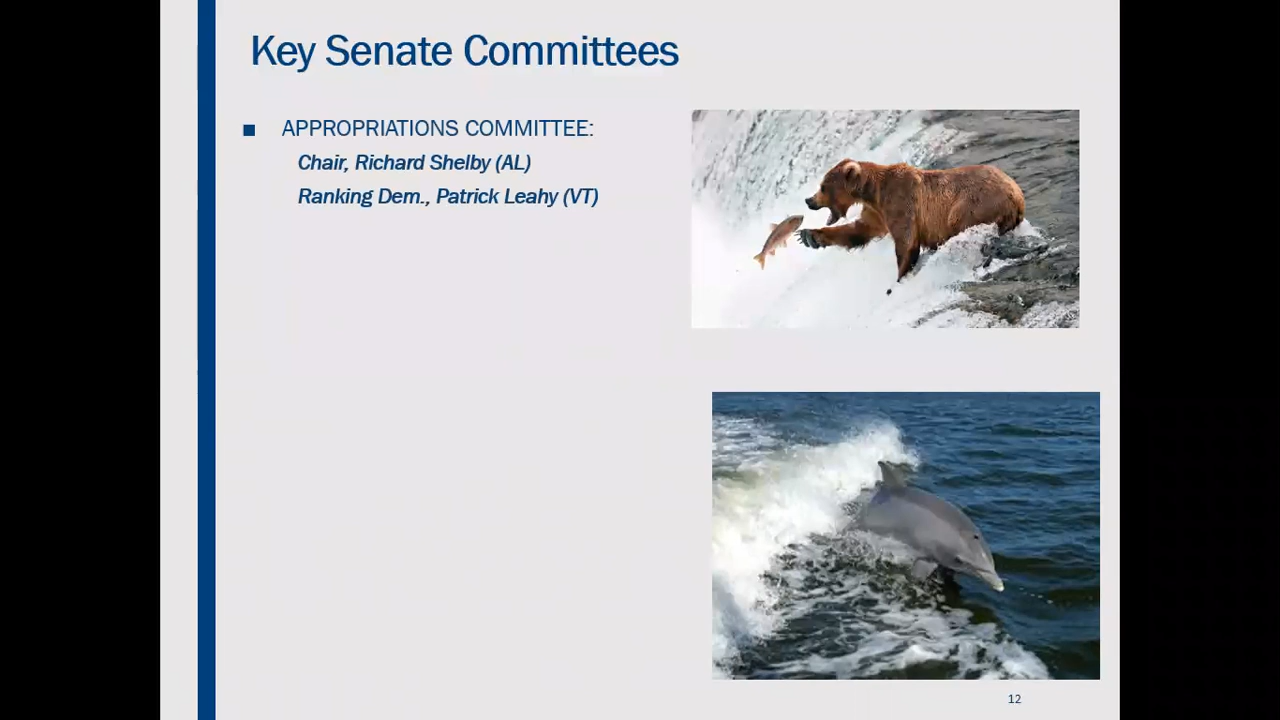 Key Senate Committees
APPROPRIATIONS COMMITTEE:
Chair, Richard Shelby (AL)
Ranking Dem., Patrick Leahy (VT)
12